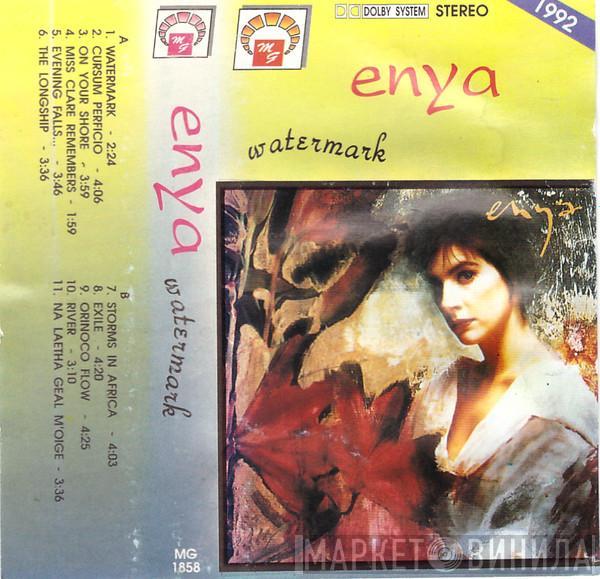 A
1. WATERMARK - 2:24
2. CURSUM PERFICIO - 4:06
3. ON YOUR SHORE - 3:59
4. MISS CLARE REMEMBERS - 1:59
5. EVENING FALLS... - 3:46
6. THE LONGSHIP - 3:36
B
7. STORMS IN AFRICA - 4:03
8. EXILE - 4:20
9. ORINOCO FLOW - 4:25
10. RIVER - 3:10
11. NA LAETHA GEAL M'OIGE - 3:36
MG
enya
watermark
MG
1858
MG
DOLBY SYSTEM STEREO
1992
enya
watermark
enya
МАРКЕТ ВИНИЛА